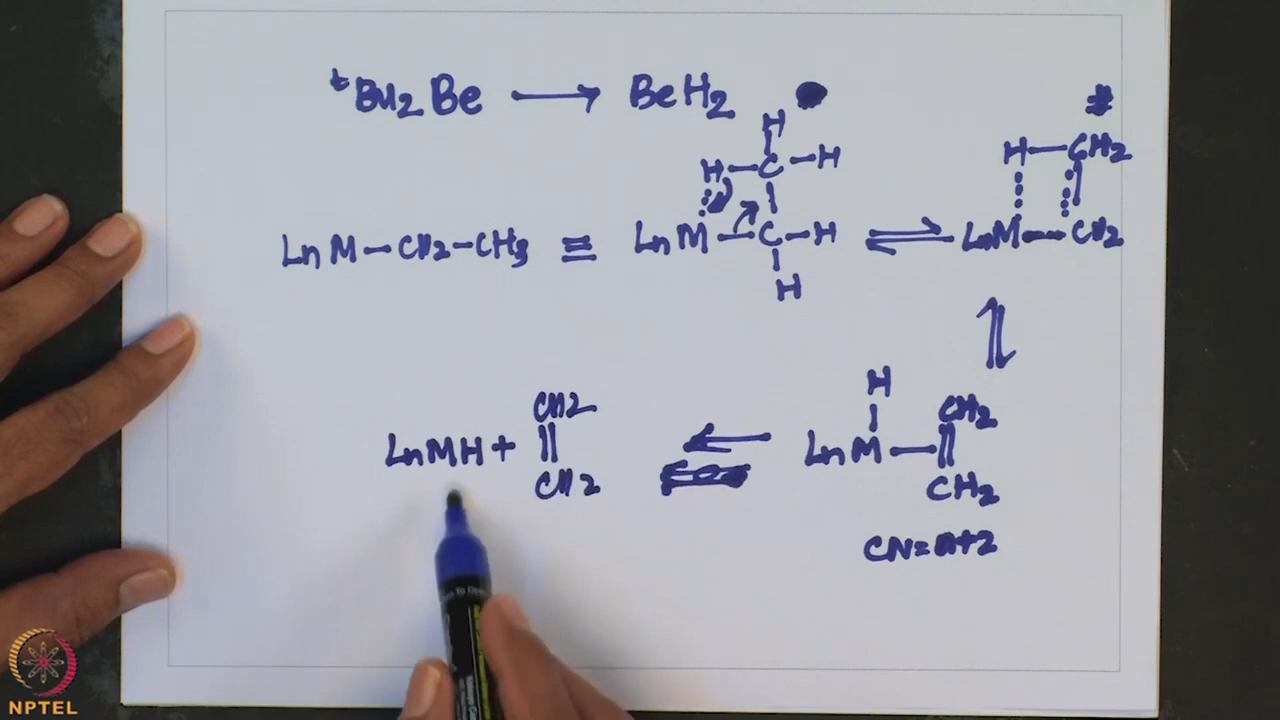 tBu2Be → BeH2
LnM—CH2—CH3 ≡ LnM—C—H ⇌ LnM---CH2
H
H—C—H
H
H—CH2
#
⇌
LnMH + CH2=CH2 ← LnM—CH2=CH2
H
CN=n+2
NPTEL